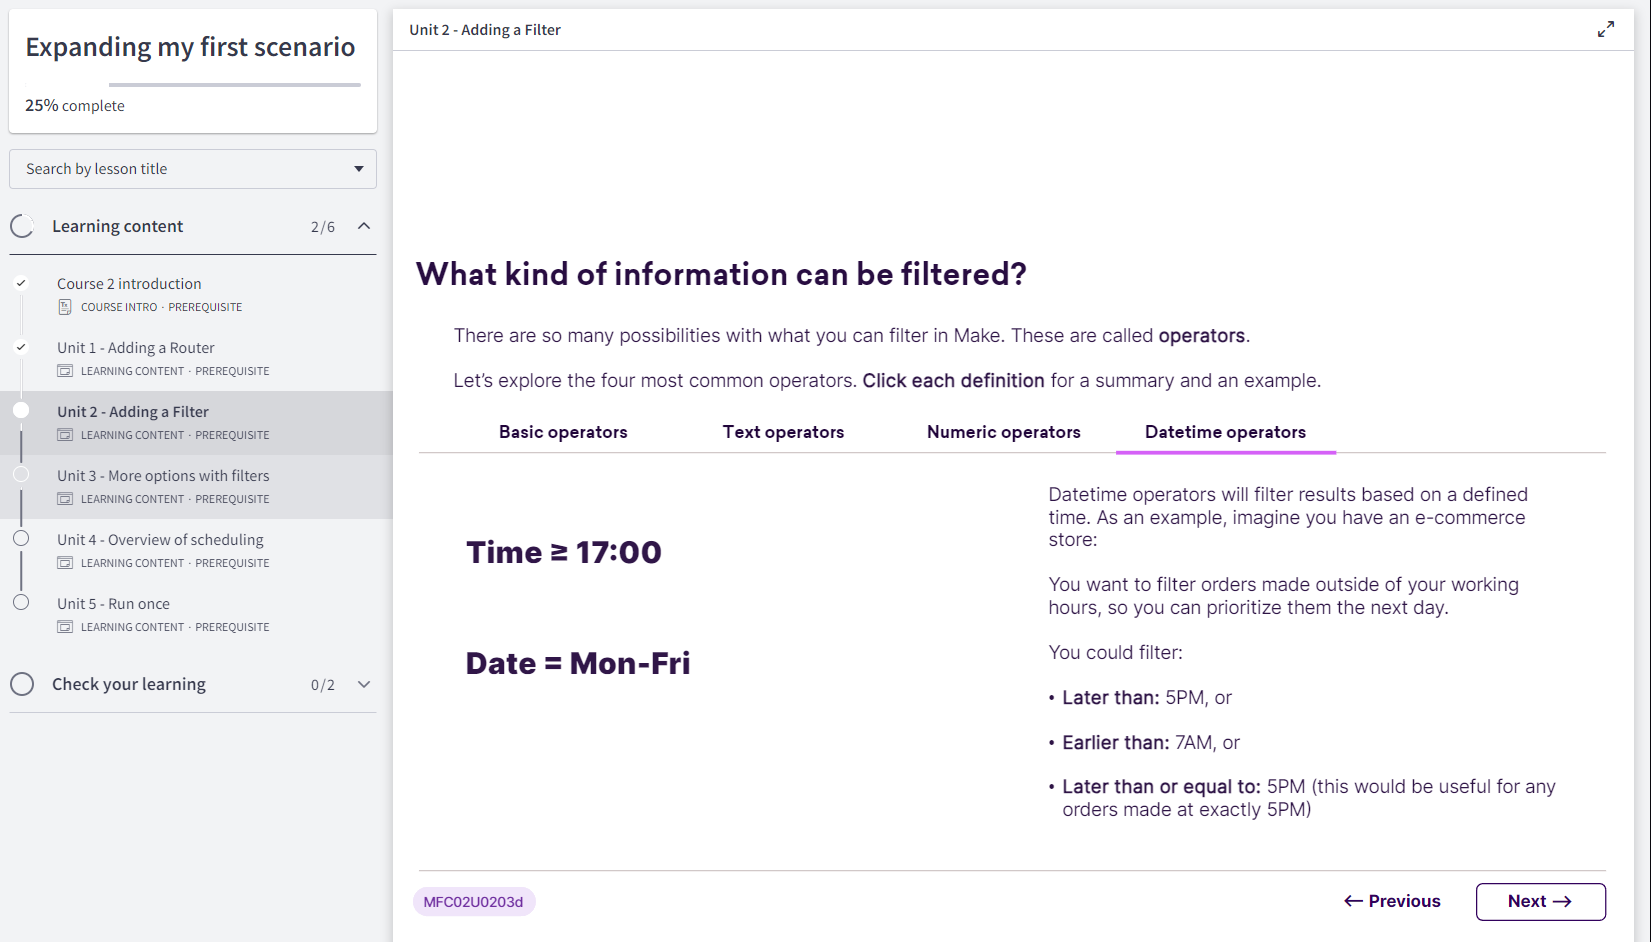 Expanding my first scenario
25% complete
Search by lesson title
Learning content 2/6
Course 2 introduction
COURSE INTRO · PREREQUISITE
Unit 1 - Adding a Router
LEARNING CONTENT · PREREQUISITE
Unit 2 - Adding a Filter
LEARNING CONTENT · PREREQUISITE
Unit 3 - More options with filters
LEARNING CONTENT · PREREQUISITE
Unit 4 - Overview of scheduling
LEARNING CONTENT · PREREQUISITE
Unit 5 - Run once
LEARNING CONTENT · PREREQUISITE
Check your learning 0/2
Unit 2 - Adding a Filter
What kind of information can be filtered?
There are so many possibilities with what you can filter in Make. These are called operators.
Let’s explore the four most common operators. Click each definition for a summary and an example.
Basic operators Text operators Numeric operators Datetime operators
Time ≥ 17:00
Date = Mon-Fri
Datetime operators will filter results based on a defined
time. As an example, imagine you have an e-commerce
store:
You want to filter orders made outside of your working
hours, so you can prioritize them the next day.
You could filter:
• Later than: 5PM, or
• Earlier than: 7AM, or
• Later than or equal to: 5PM (this would be useful for any
orders made at exactly 5PM)
MFC02U0203d
← Previous
Next →